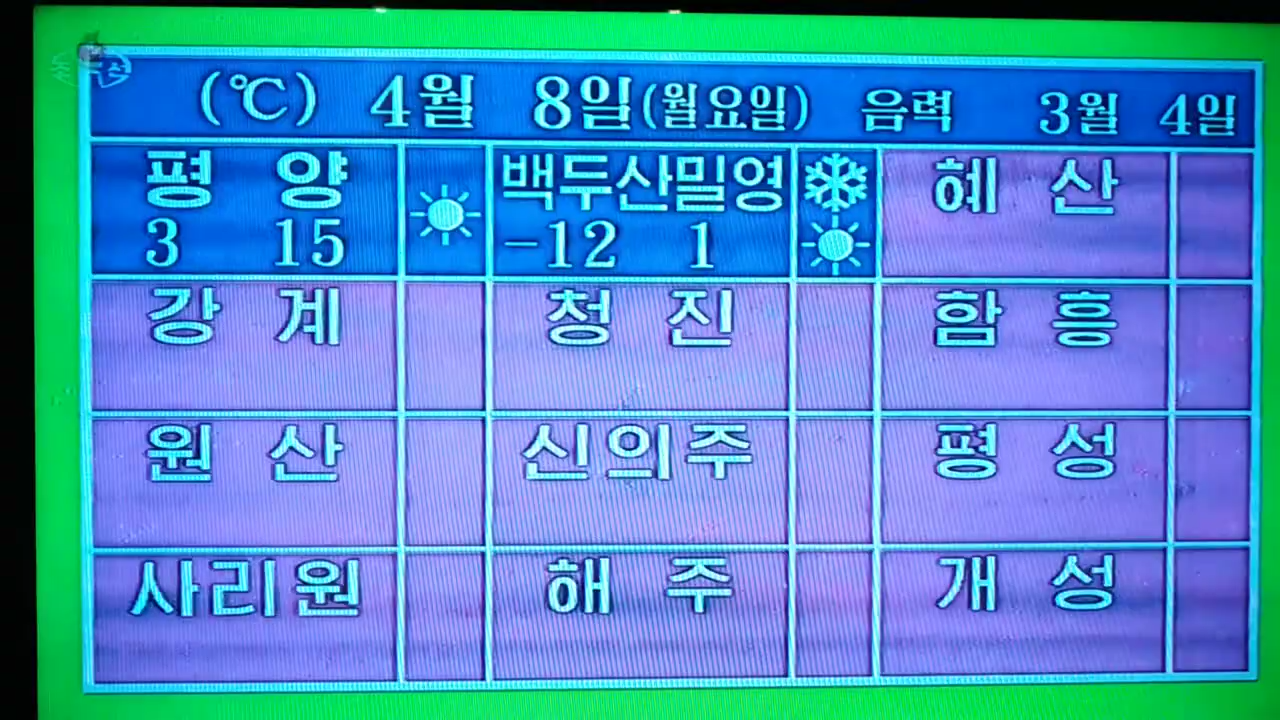 (℃) 4월 8일(월요일) 음력 3월 4일
평양 백두산밀영 혜산
3 15 -12 1
강계 청진 함흥
원산 신의주 평성
사리원 해주 개성